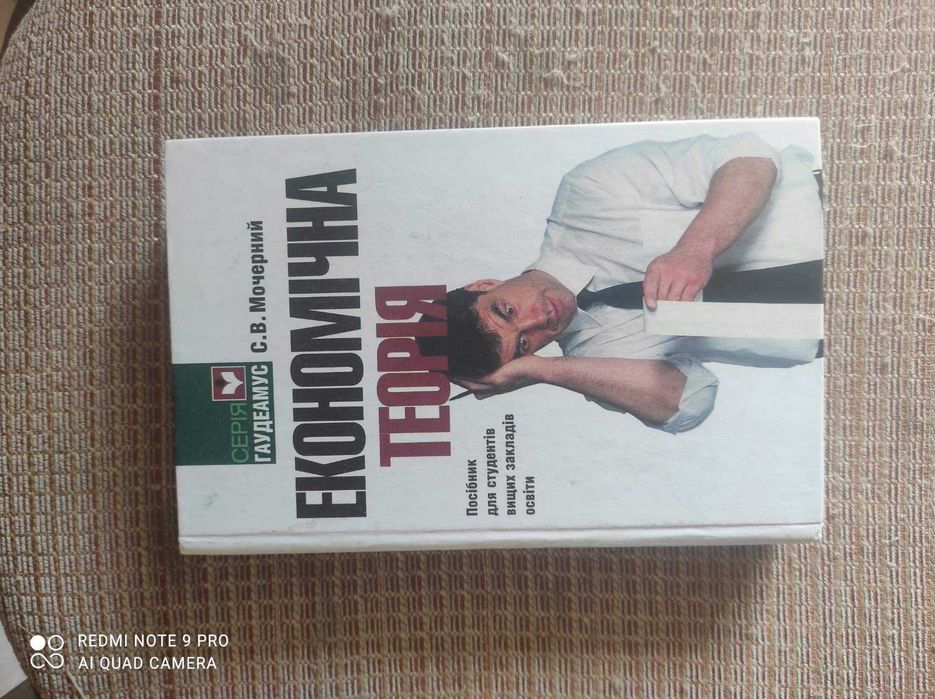 СЕРІЯ
ГАУДЕАМУС
С.В. Мочерний
ЕКОНОМІЧНА
ТЕОРІЯ
Посібник
для студентів
вищих закладів
освіти
REDMI NOTE 9 PRO
AI QUAD CAMERA